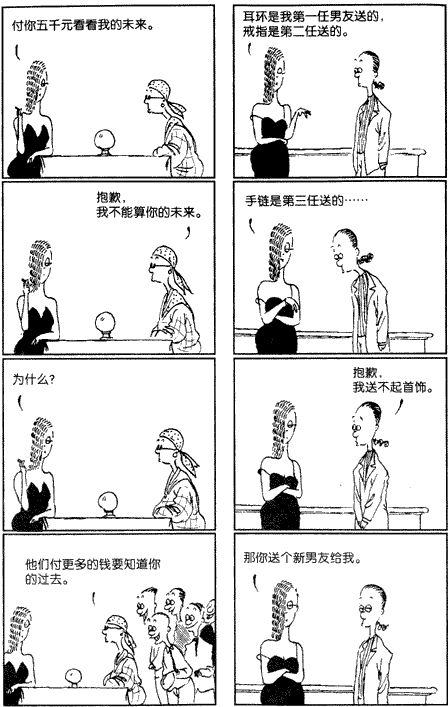 付你五千元看看我的未来。
抱歉，
我不能算你的未来。
为什么?
他们付更多的钱要知道你
的过去。
耳环是我第一任男友送的，
戒指是第二任送的。
手链是第三任送的……
抱歉，
我送不起首饰。
那你送个新男友给我。